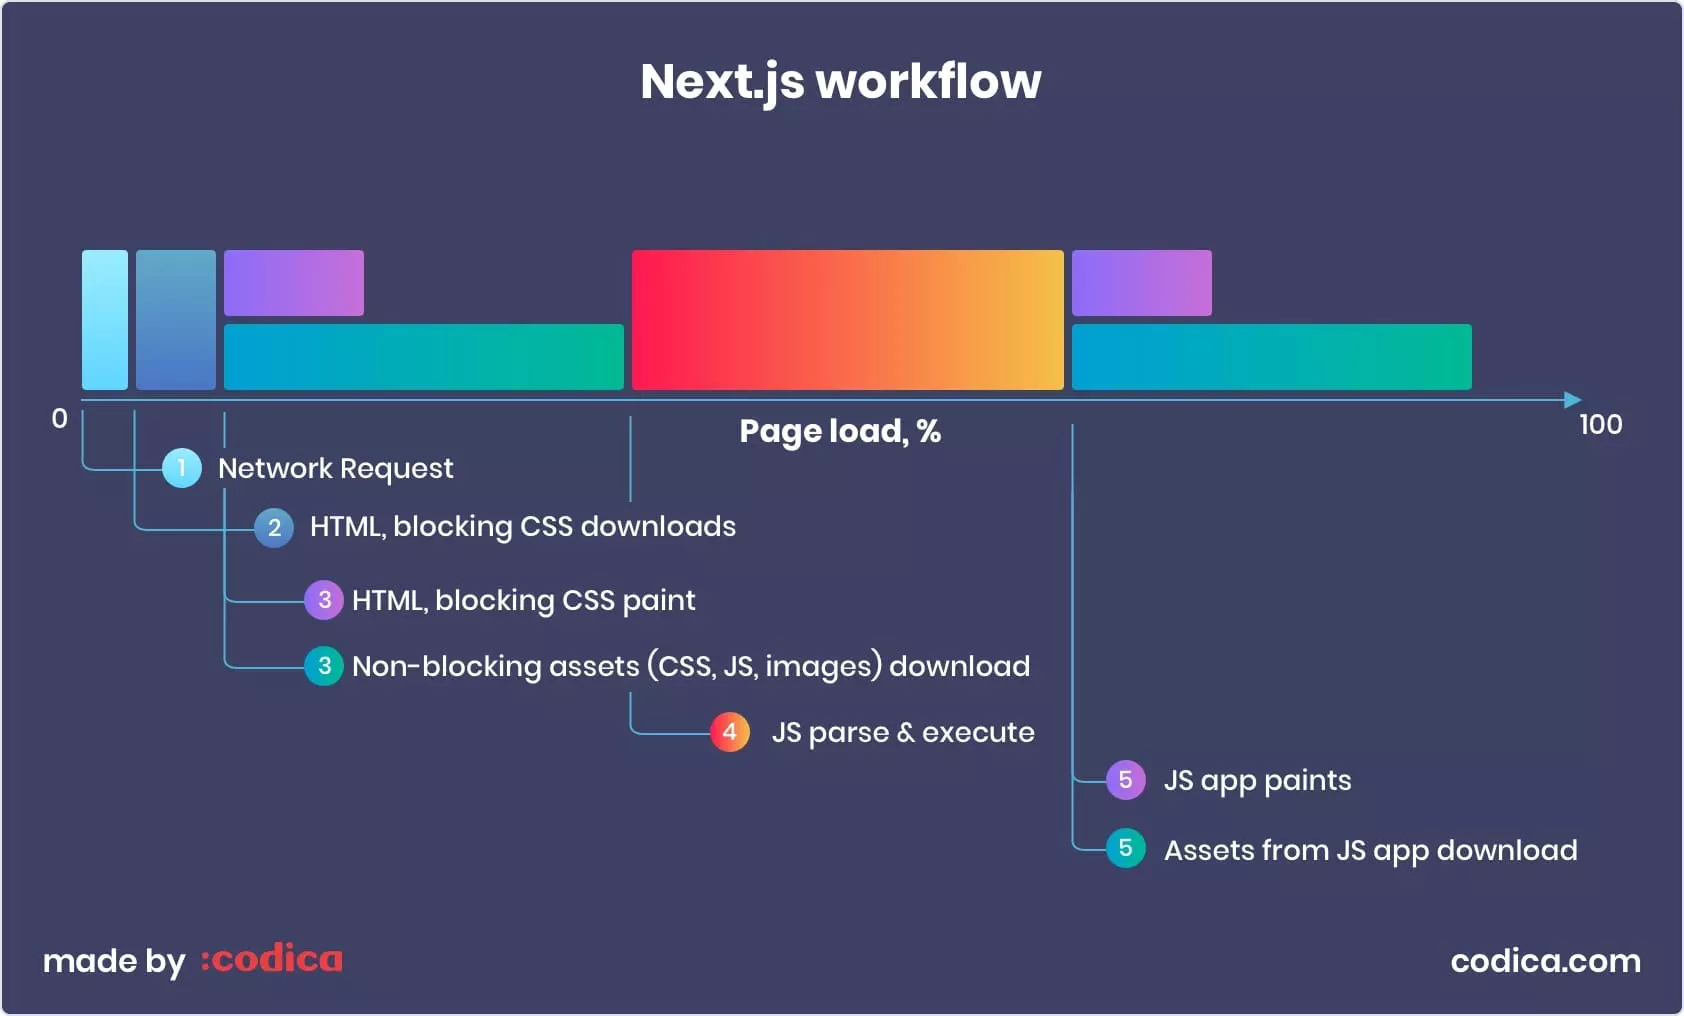 Next.js workflow
0
Page load, %
100
1 Network Request
2 HTML, blocking CSS downloads
3 HTML, blocking CSS paint
3 Non-blocking assets (CSS, JS, images) download
4 JS parse & execute
5 JS app paints
5 Assets from JS app download
made by :codica
codica.com